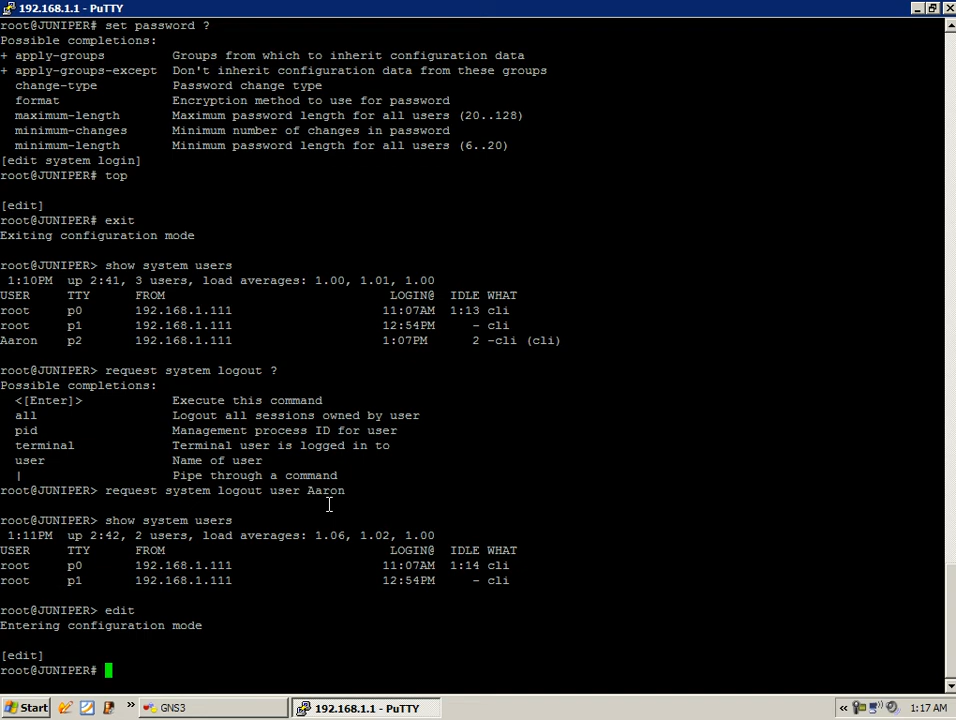 192.168.1.1 - PuTTY
root@JUNIPER# set password ?
Possible completions:
+ apply-groups         Groups from which to inherit configuration data
+ apply-groups-except  Don't inherit configuration data from these groups
  change-type          Password change type
  format               Encryption method to use for password
  maximum-length       Maximum password length for all users (20..128)
  minimum-changes      Minimum number of changes in password
  minimum-length       Minimum password length for all users (6..20)
[edit system login]
root@JUNIPER# top
[edit]
root@JUNIPER# exit
Exiting configuration mode
root@JUNIPER> show system users
 1:10PM  up 2:41, 3 users, load averages: 1.00, 1.01, 1.00
USER     TTY      FROM                              LOGIN@  IDLE WHAT
root     p0       192.168.1.111                    11:07AM  1:13 cli
root     p1       192.168.1.111                    12:54PM     - cli
Aaron    p2       192.168.1.111                    1:07PM      2 -cli (cli)
root@JUNIPER> request system logout ?
Possible completions:
  <[Enter]>            Execute this command
  all                  Logout all sessions owned by user
  pid                  Management process ID for user
  terminal             Terminal user is logged in to
  user                 Name of user
  |                    Pipe through a command
root@JUNIPER> request system logout user Aaron
root@JUNIPER> show system users
 1:11PM  up 2:42, 2 users, load averages: 1.06, 1.02, 1.00
USER     TTY      FROM                              LOGIN@  IDLE WHAT
root     p0       192.168.1.111                    11:07AM  1:14 cli
root     p1       192.168.1.111                    12:54PM     - cli
root@JUNIPER> edit
Entering configuration mode
[edit]
root@JUNIPER#
Start » GNS3 192.168.1.1 - PuTTY « 1:17 AM